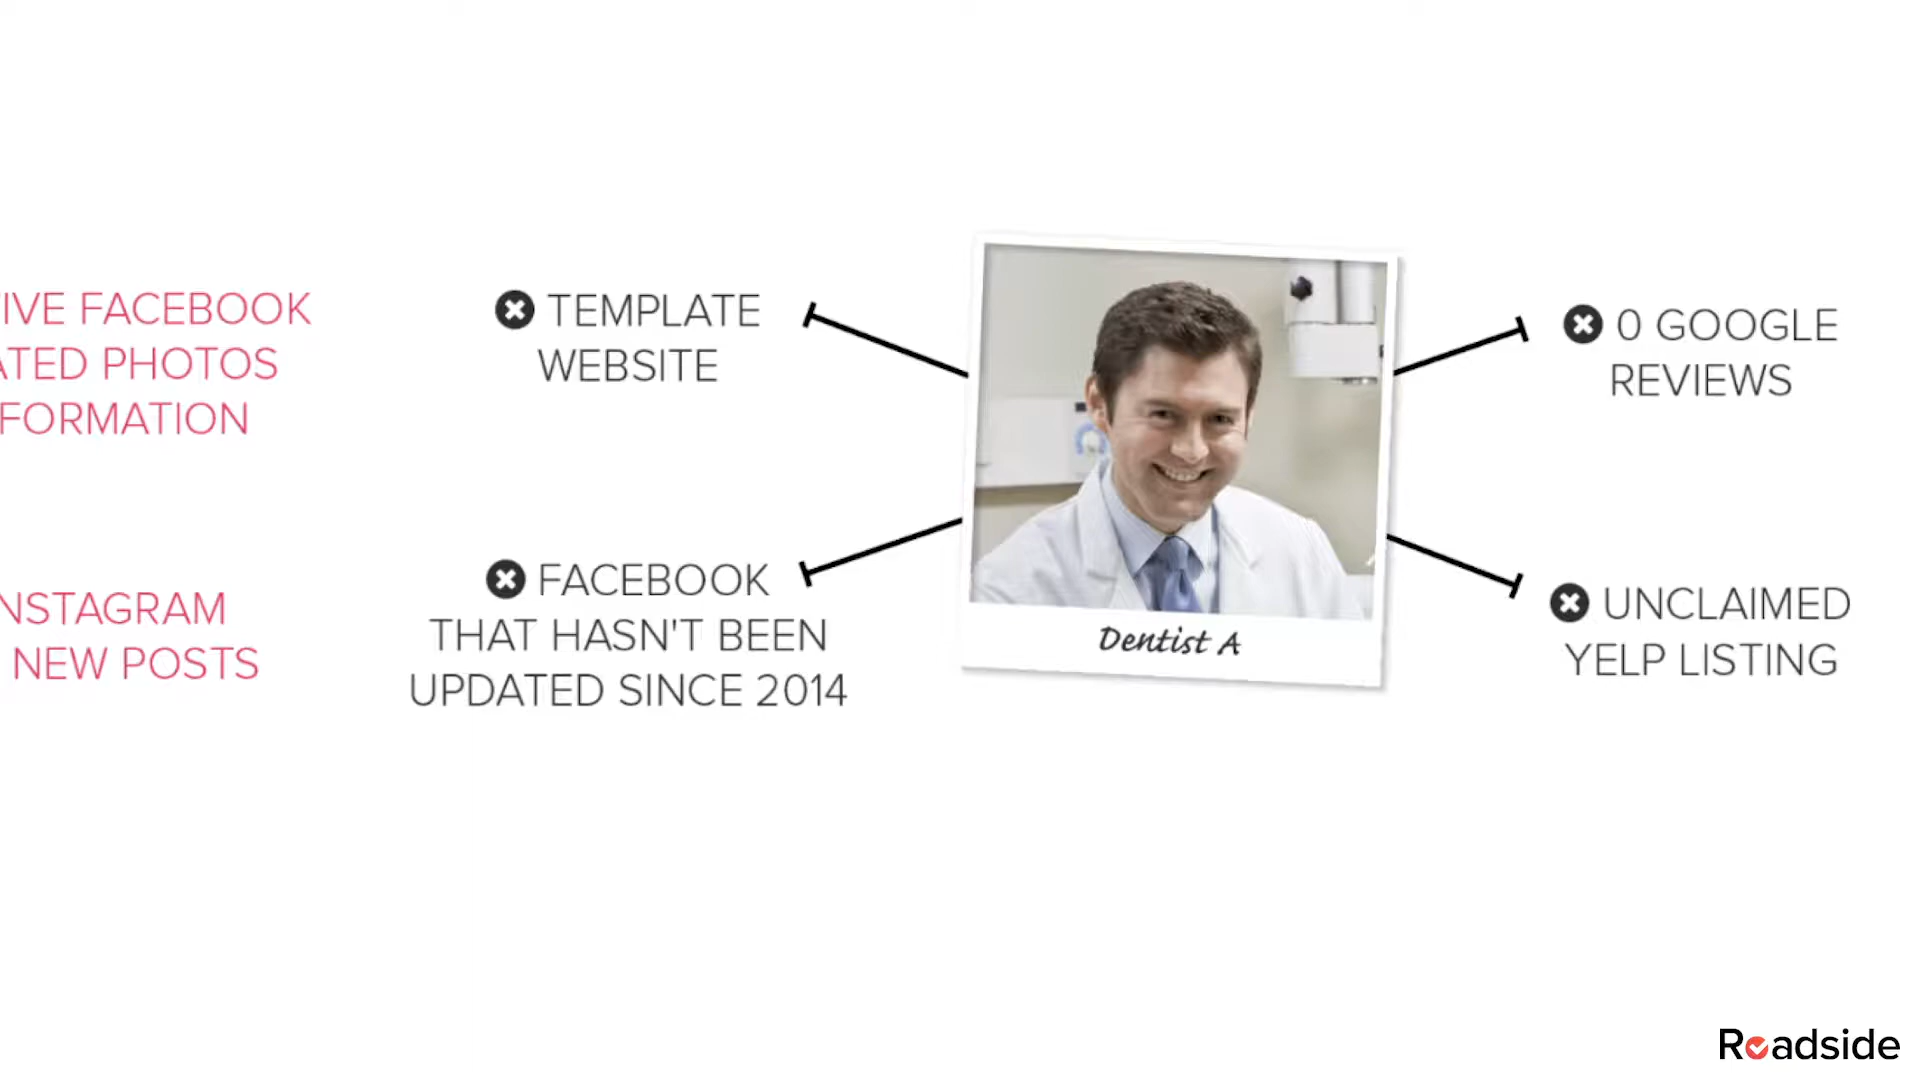 IVE FACEBOOK
ATED PHOTOS
FORMATION
NSTAGRAM
NEW POSTS
TEMPLATE
WEBSITE
FACEBOOK
THAT HASN'T BEEN
UPDATED SINCE 2014
Dentist A
0 GOOGLE
REVIEWS
UNCLAIMED
YELP LISTING
Roadside